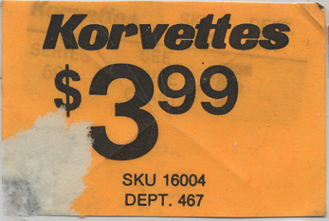 Korvettes
$3.99
SKU 16004
DEPT. 467